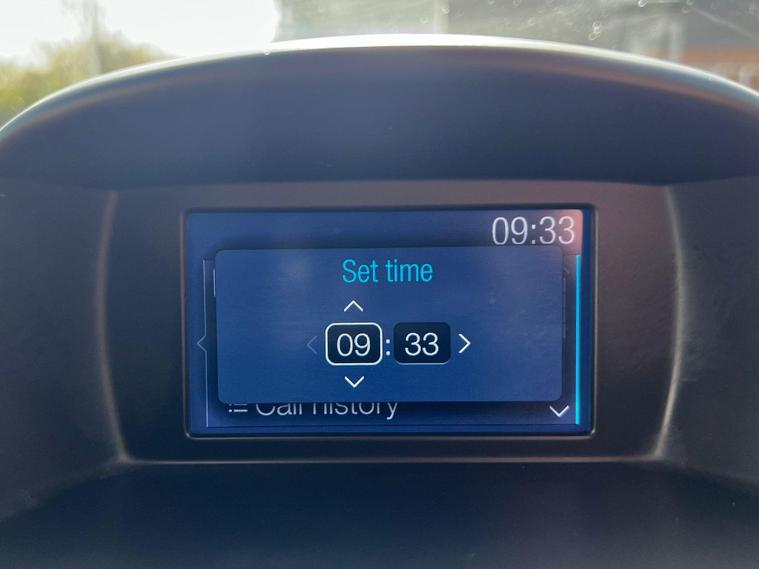 09:33
Set time
09 : 33
Call history